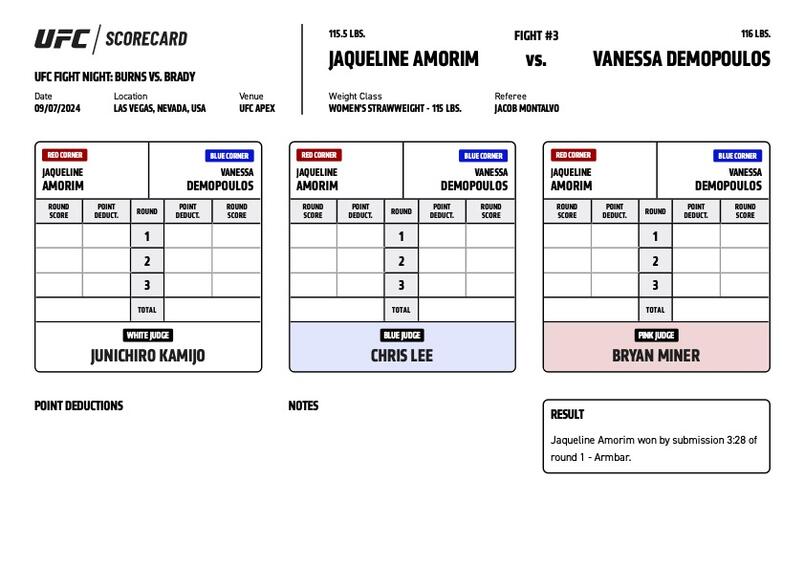 UFC SCORECARD
UFC FIGHT NIGHT: BURNS VS. BRADY
Date Location Venue
09/07/2024 LAS VEGAS, NEVADA, USA UFC APEX
115.5 LBS. FIGHT #3 116 LBS.
JAQUELINE AMORIM VS. VANESSA DEMOPOULOS
Weight Class Referee
WOMEN'S STRAWWEIGHT - 115 LBS. JACOB MONTALVO
RED CORNER BLUE CORNER
JAQUELINE VANESSA
AMORIM DEMOPOULOS
ROUND SCORE POINT DEDUCT. ROUND POINT DEDUCT. ROUND SCORE
1
2
3
TOTAL
WHITE JUDGE
JUNICHIRO KAMIJO
RED CORNER BLUE CORNER
JAQUELINE VANESSA
AMORIM DEMOPOULOS
ROUND SCORE POINT DEDUCT. ROUND POINT DEDUCT. ROUND SCORE
1
2
3
TOTAL
BLUE JUDGE
CHRIS LEE
RED CORNER BLUE CORNER
JAQUELINE VANESSA
AMORIM DEMOPOULOS
ROUND SCORE POINT DEDUCT. ROUND POINT DEDUCT. ROUND SCORE
1
2
3
TOTAL
PINK JUDGE
BRYAN MINER
POINT DEDUCTIONS
NOTES
RESULT
Jaqueline Amorim won by submission 3:28 of
round 1 - Armbar.